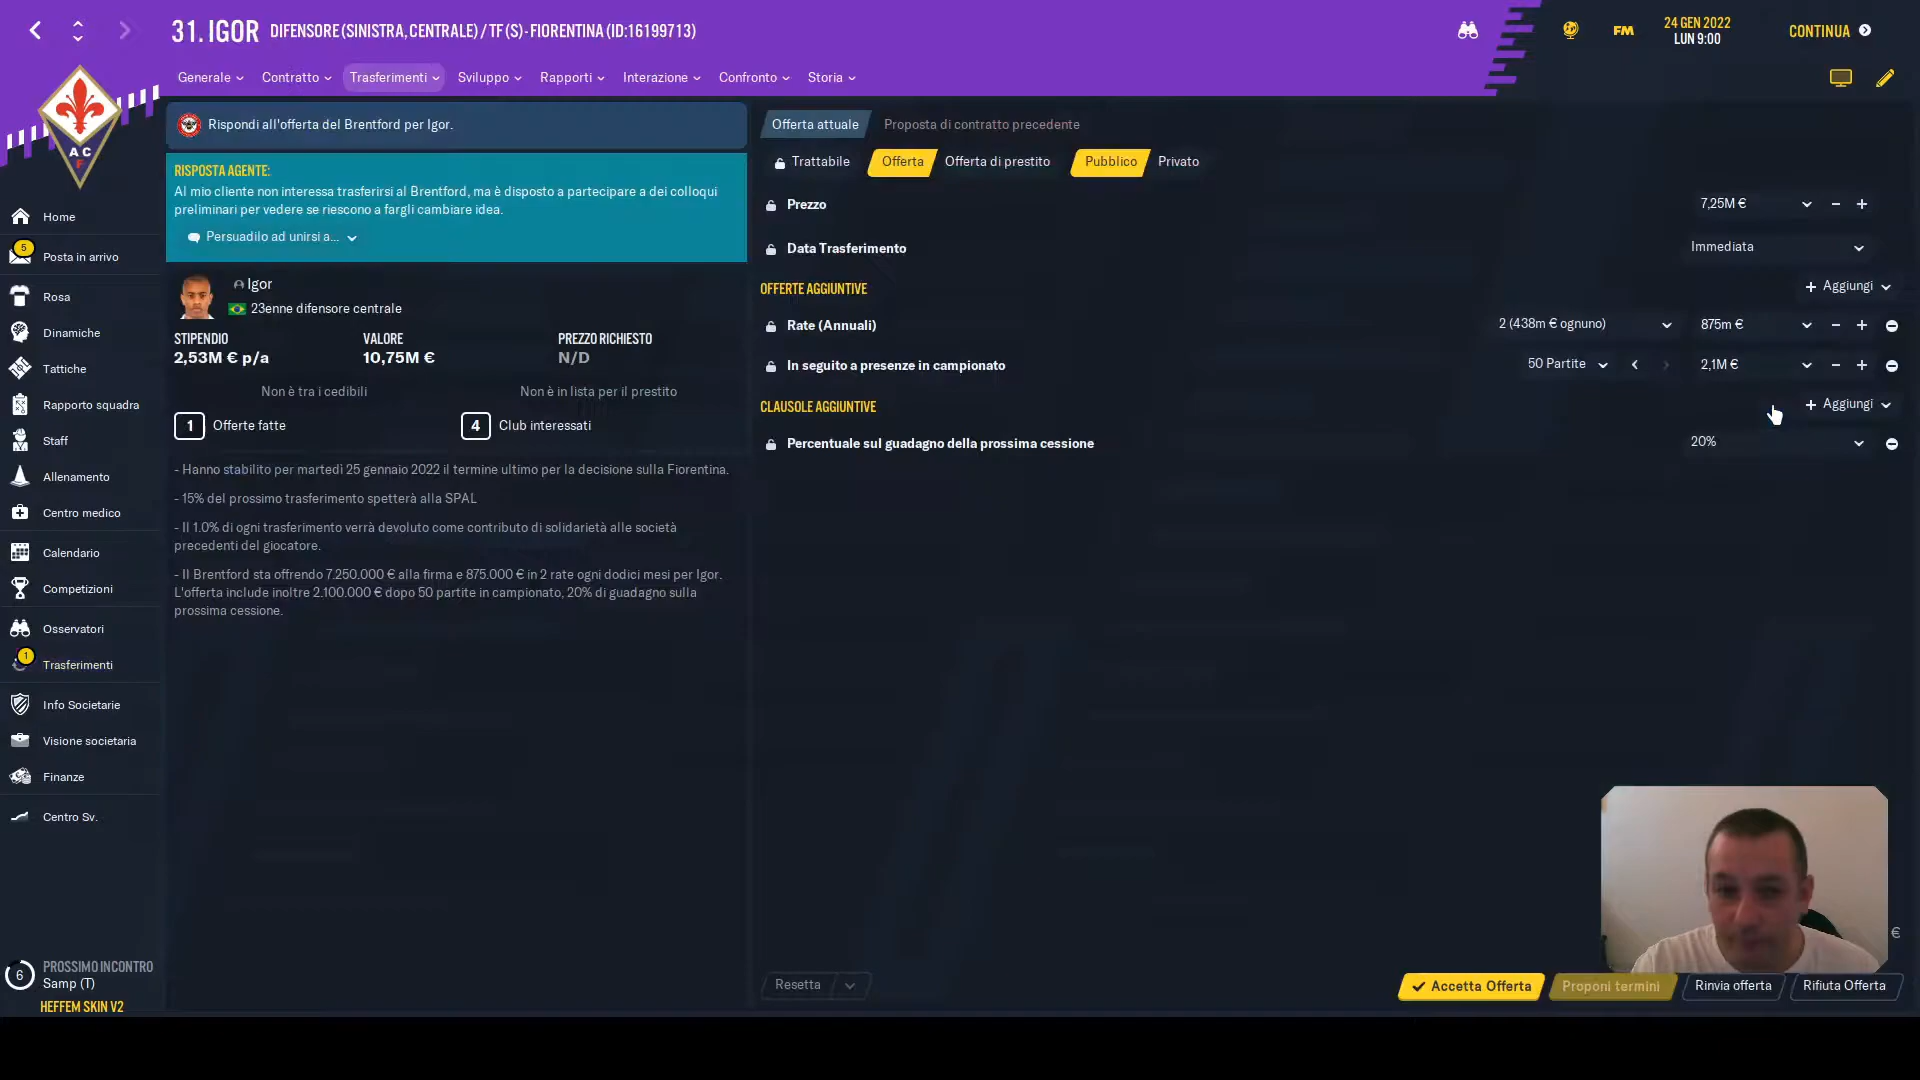 31. IGOR DIFENSORE (SINISTRA, CENTRALE) / TF (S) - FIORENTINA (ID:16199713)
FM
24 GEN 2022
LUN 9:00
CONTINUA
Generale Contratto Trasferimenti Sviluppo Rapporti Interazione Confronto Storia
A C
F
Home
5
Posta in arrivo
Rosa
Dinamiche
Tattiche
Rapporto squadra
Staff
Allenamento
Centro medico
Calendario
Competizioni
Osservatori
1
Trasferimenti
Info Societarie
Visione societaria
Finanze
Centro Sv.
6
PROSSIMO INCONTRO
Samp (T)
HEFFEM SKIN V2
Rispondi all'offerta del Brentford per Igor.
RISPOSTA AGENTE:
Al mio cliente non interessa trasferirsi al Brentford, ma è disposto a partecipare a dei colloqui
preliminari per vedere se riescono a fargli cambiare idea.
Persuadilo ad unirsi a...
Igor
23enne difensore centrale
STIPENDIO VALORE PREZZO RICHIESTO
2,53M € p/a 10,75M € N/D
Non è tra i cedibili Non è in lista per il prestito
1 Offerte fatte 4 Club interessati
- Hanno stabilito per martedì 25 gennaio 2022 il termine ultimo per la decisione sulla Fiorentina.
- 15% del prossimo trasferimento spetterà alla SPAL
- Il 1.0% di ogni trasferimento verrà devoluto come contributo di solidarietà alle società
precedenti del giocatore.
- Il Brentford sta offrendo 7.250.000 € alla firma e 875.000 € in 2 rate ogni dodici mesi per Igor.
L'offerta include inoltre 2.100.000 € dopo 50 partite in campionato, 20% di guadagno sulla
prossima cessione.
Offerta attuale Proposta di contratto precedente
Trattabile Offerta Offerta di prestito Pubblico Privato
Prezzo 7,25M € - +
Data Trasferimento Immediata
OFFERTE AGGIUNTIVE + Aggiungi
Rate (Annuali) 2 (438m € ognuno) 875m € - +
In seguito a presenze in campionato 50 Partite 2,1M € - +
CLAUSOLE AGGIUNTIVE + Aggiungi
Percentuale sul guadagno della prossima cessione 20%
€
Resetta Accetta Offerta Proponi termini Rinvia offerta Rifiuta Offerta